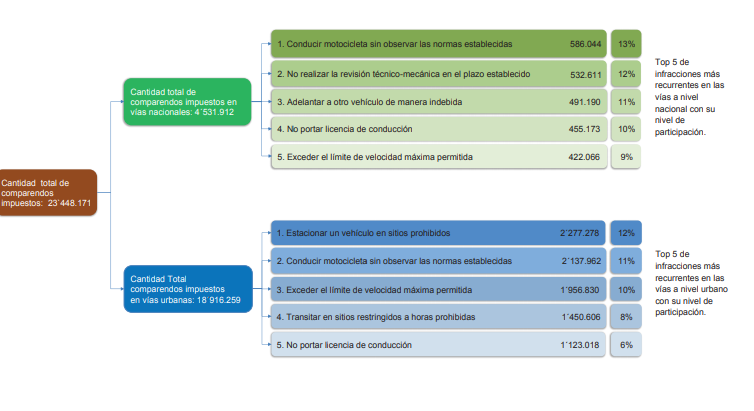 Cantidad total de
comparendos
impuestos: 23´448.171
Cantidad total de
comparendos impuestos en
vías nacionales: 4´531.912
1. Conducir motocicleta sin observar las normas establecidas 586.044 13%
2. No realizar la revisión técnico-mecánica en el plazo establecido 532.611 12%
3. Adelantar a otro vehículo de manera indebida 491.190 11%
4. No portar licencia de conducción 455.173 10%
5. Exceder el límite de velocidad máxima permitida 422.066 9%
Top 5 de
infracciones más
recurrentes en las
vías a nivel
nacional con su
nivel de
participación.
Cantidad Total
comparendos impuestos
en vías urbanas: 18´916.259
1. Estacionar un vehículo en sitios prohibidos 2´277.278 12%
2. Conducir motocicleta sin observar las normas establecidas 2´137.962 11%
3. Exceder el límite de velocidad máxima permitida 1´956.830 10%
4. Transitar en sitios restringidos a horas prohibidas 1´450.606 8%
5. No portar licencia de conducción 1´123.018 6%
Top 5 de
infracciones más
recurrentes en las
vías a nivel urbano
con su nivel de
participación.